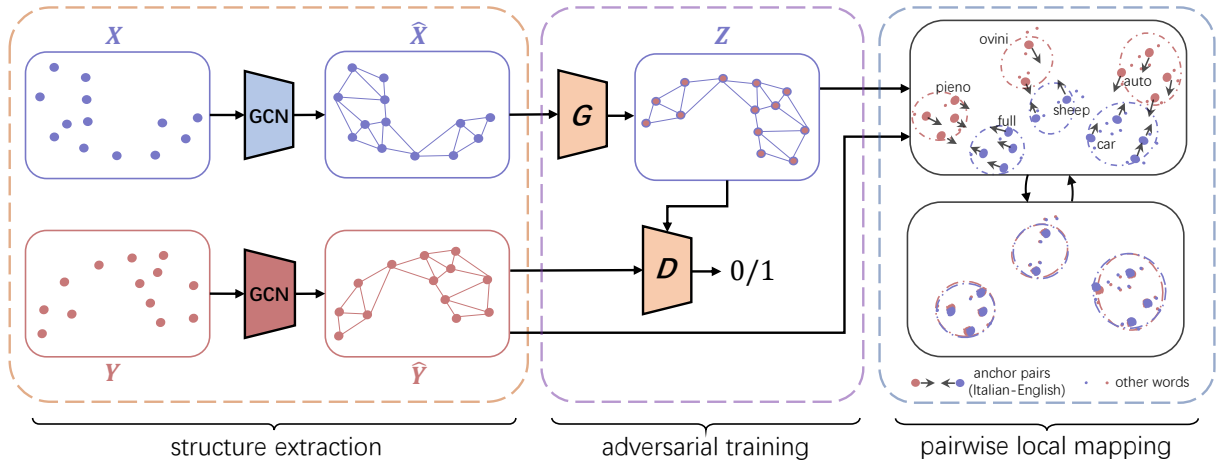 X
X̂
Z
GCN
G
ovini
pieno
auto
full
sheep
car
D
0/1
GCN
Y
Ŷ
anchor pairs
(Italian-English)
other words
structure extraction
adversarial training
pairwise local mapping